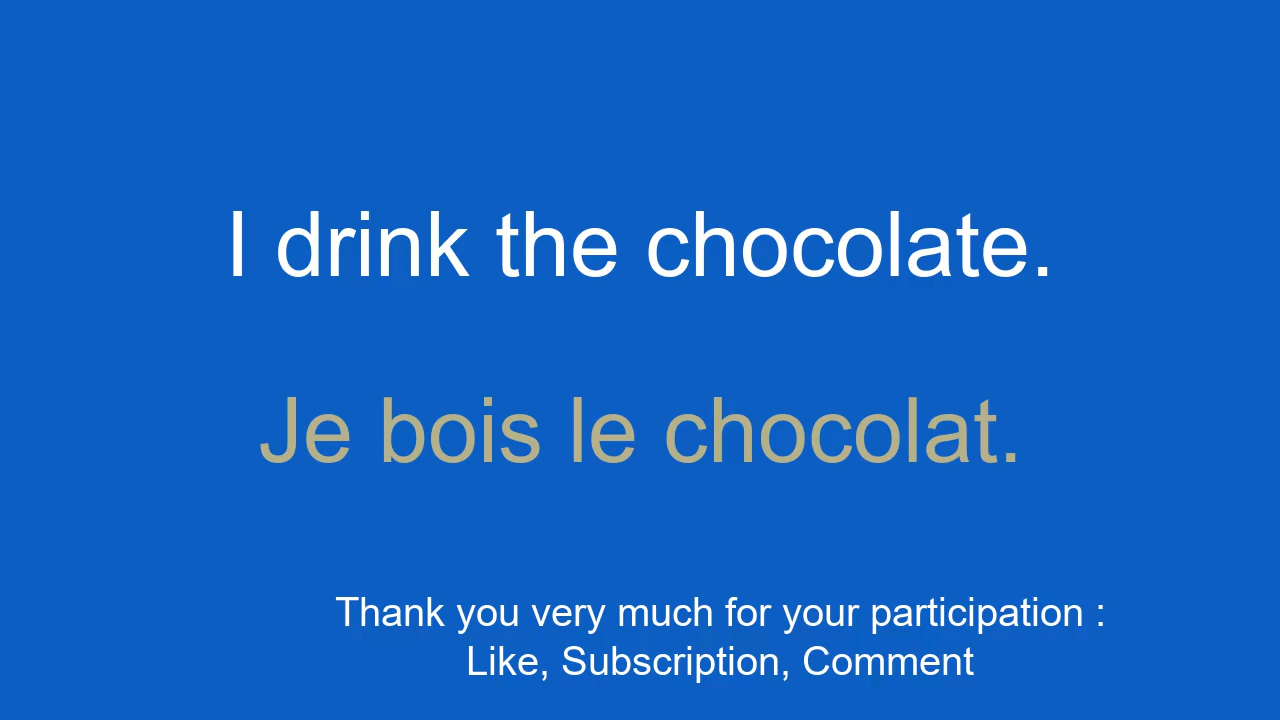 I drink the chocolate.
Je bois le chocolat.
Thank you very much for your participation :
Like, Subscription, Comment